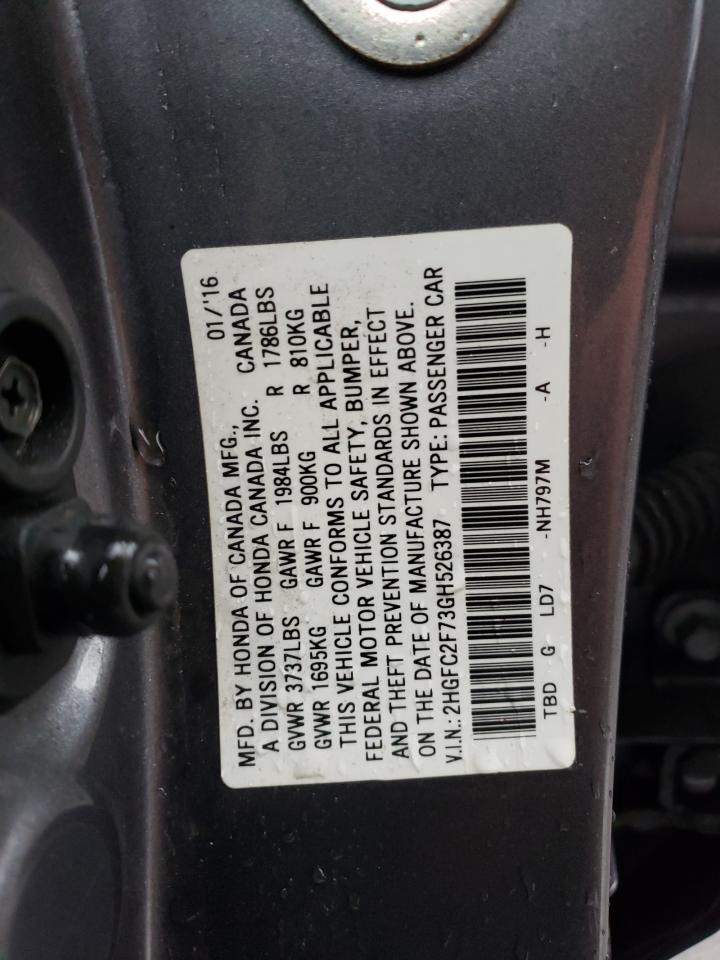 MFD. BY HONDA OF CANADA MFG., 01/'16
A DIVISION OF HONDA CANADA INC. CANADA
GVWR 3737LBS GAWR F 1984LBS R 1786LBS
GVWR 1695KG GAWR F 900KG R 810KG
THIS VEHICLE CONFORMS TO ALL APPLICABLE
FEDERAL MOTOR VEHICLE SAFETY, BUMPER,
AND THEFT PREVENTION STANDARDS IN EFFECT
ON THE DATE OF MANUFACTURE SHOWN ABOVE.
V.I.N.: 2HGFC2F73GH526387 TYPE: PASSENGER CAR
TBD G LD7 -NH797M -A -H